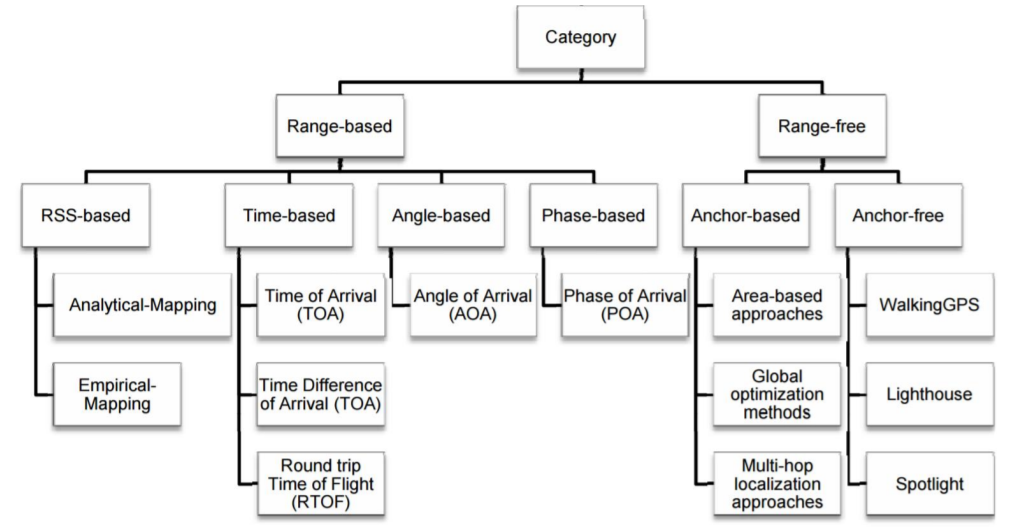 Category
Range-based
Range-free
RSS-based
Time-based
Angle-based
Phase-based
Anchor-based
Anchor-free
Analytical-Mapping
Time of Arrival
(TOA)
Angle of Arrival
(AOA)
Phase of Arrival
(POA)
Area-based
approaches
WalkingGPS
Empirical-
Mapping
Time Difference
of Arrival (TOA)
Global
optimization
methods
Lighthouse
Round trip
Time of Flight
(RTOF)
Multi-hop
localization
approaches
Spotlight